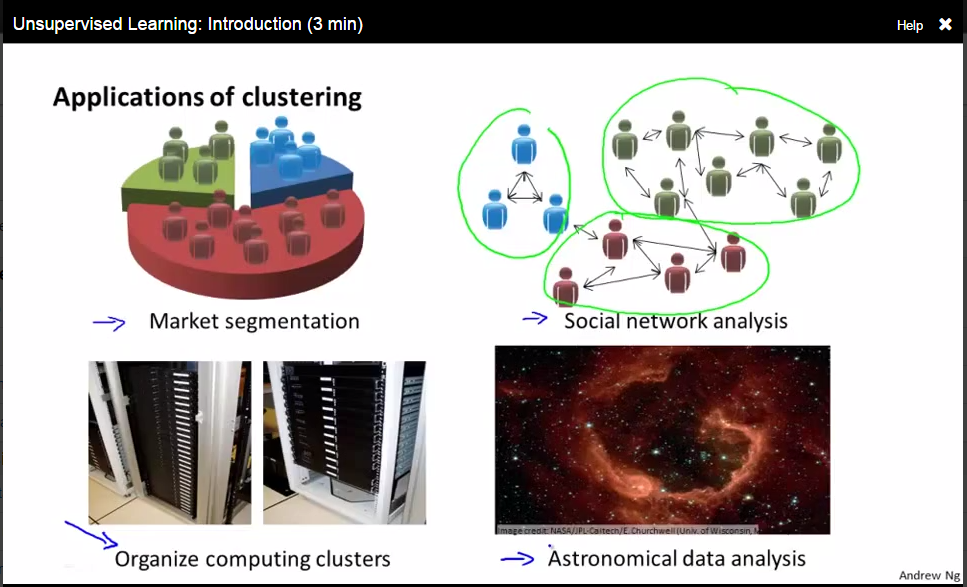 Unsupervised Learning: Introduction (3 min)
Help
Applications of clustering
Market segmentation
Social network analysis
Image credit: NASA/JPL-Caltech/E. Churchwell (Univ. of Wisconsin,
Organize computing clusters
Astronomical data analysis
Andrew Ng